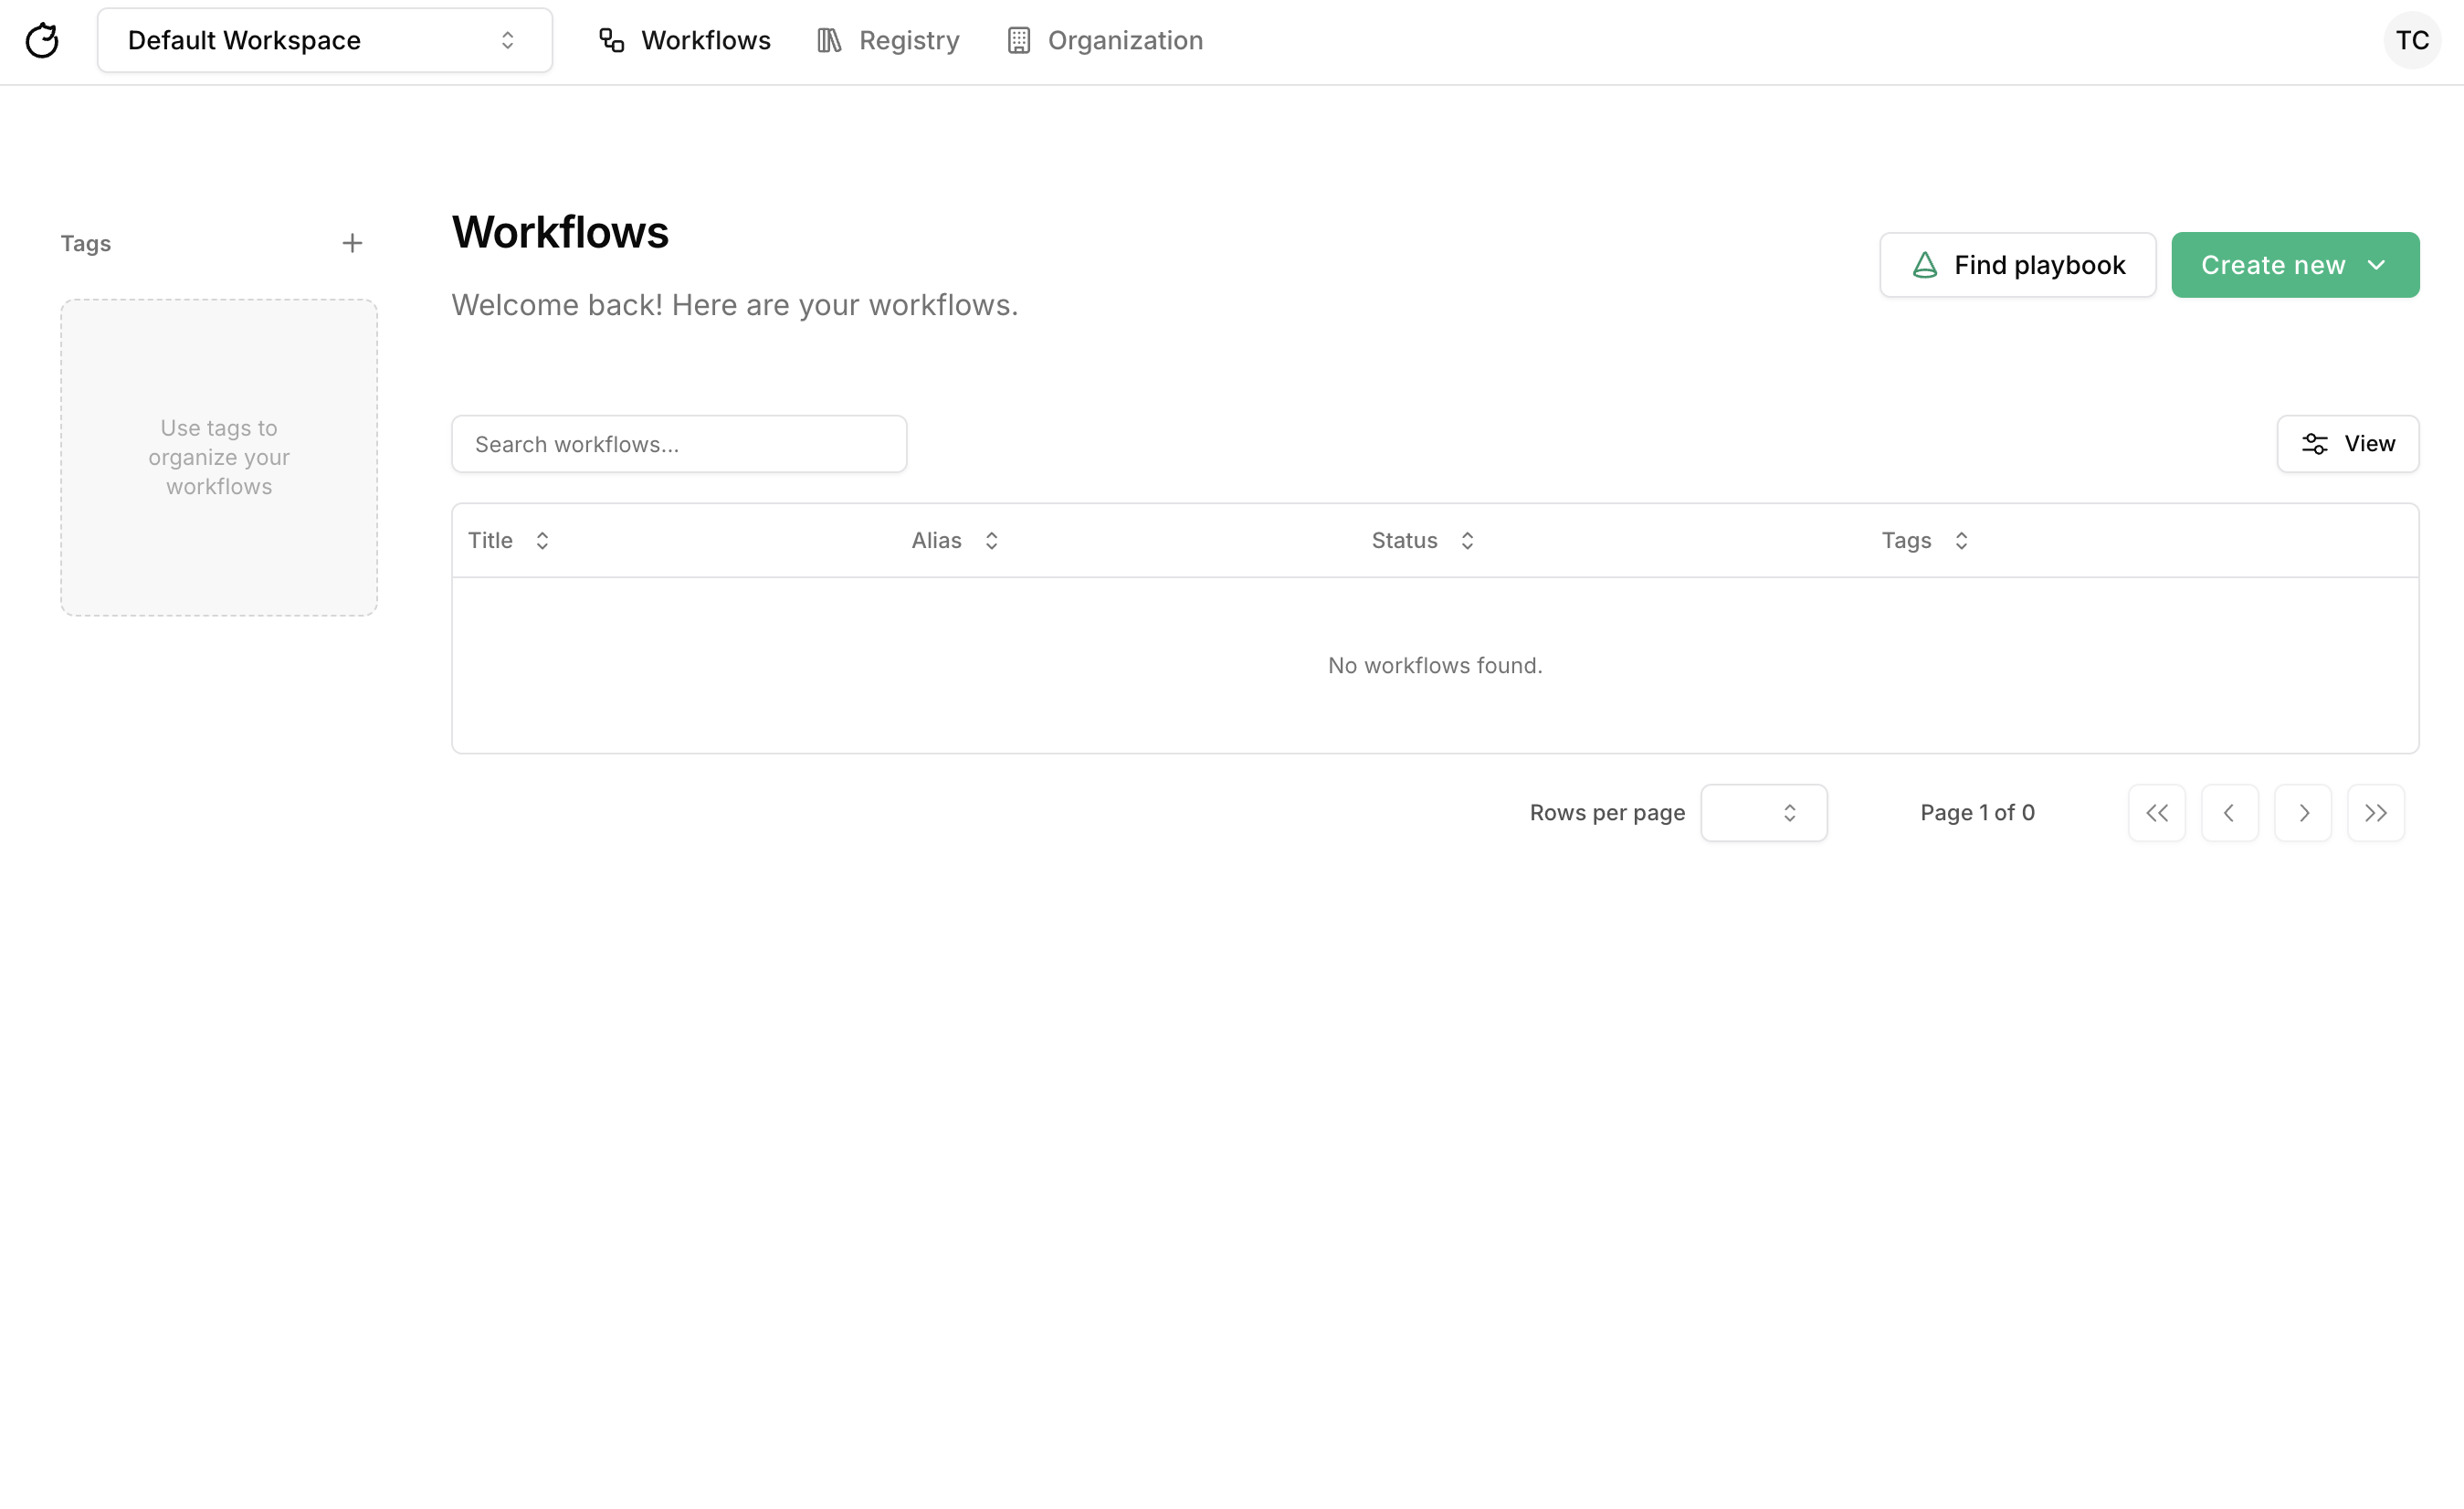 Default Workspace
Workflows
Registry
Organization
TC
Tags
Use tags to
organize your
workflows
Workflows
Welcome back! Here are your workflows.
Find playbook
Create new
Search workflows...
View
Title
Alias
Status
Tags
No workflows found.
Rows per page
Page 1 of 0